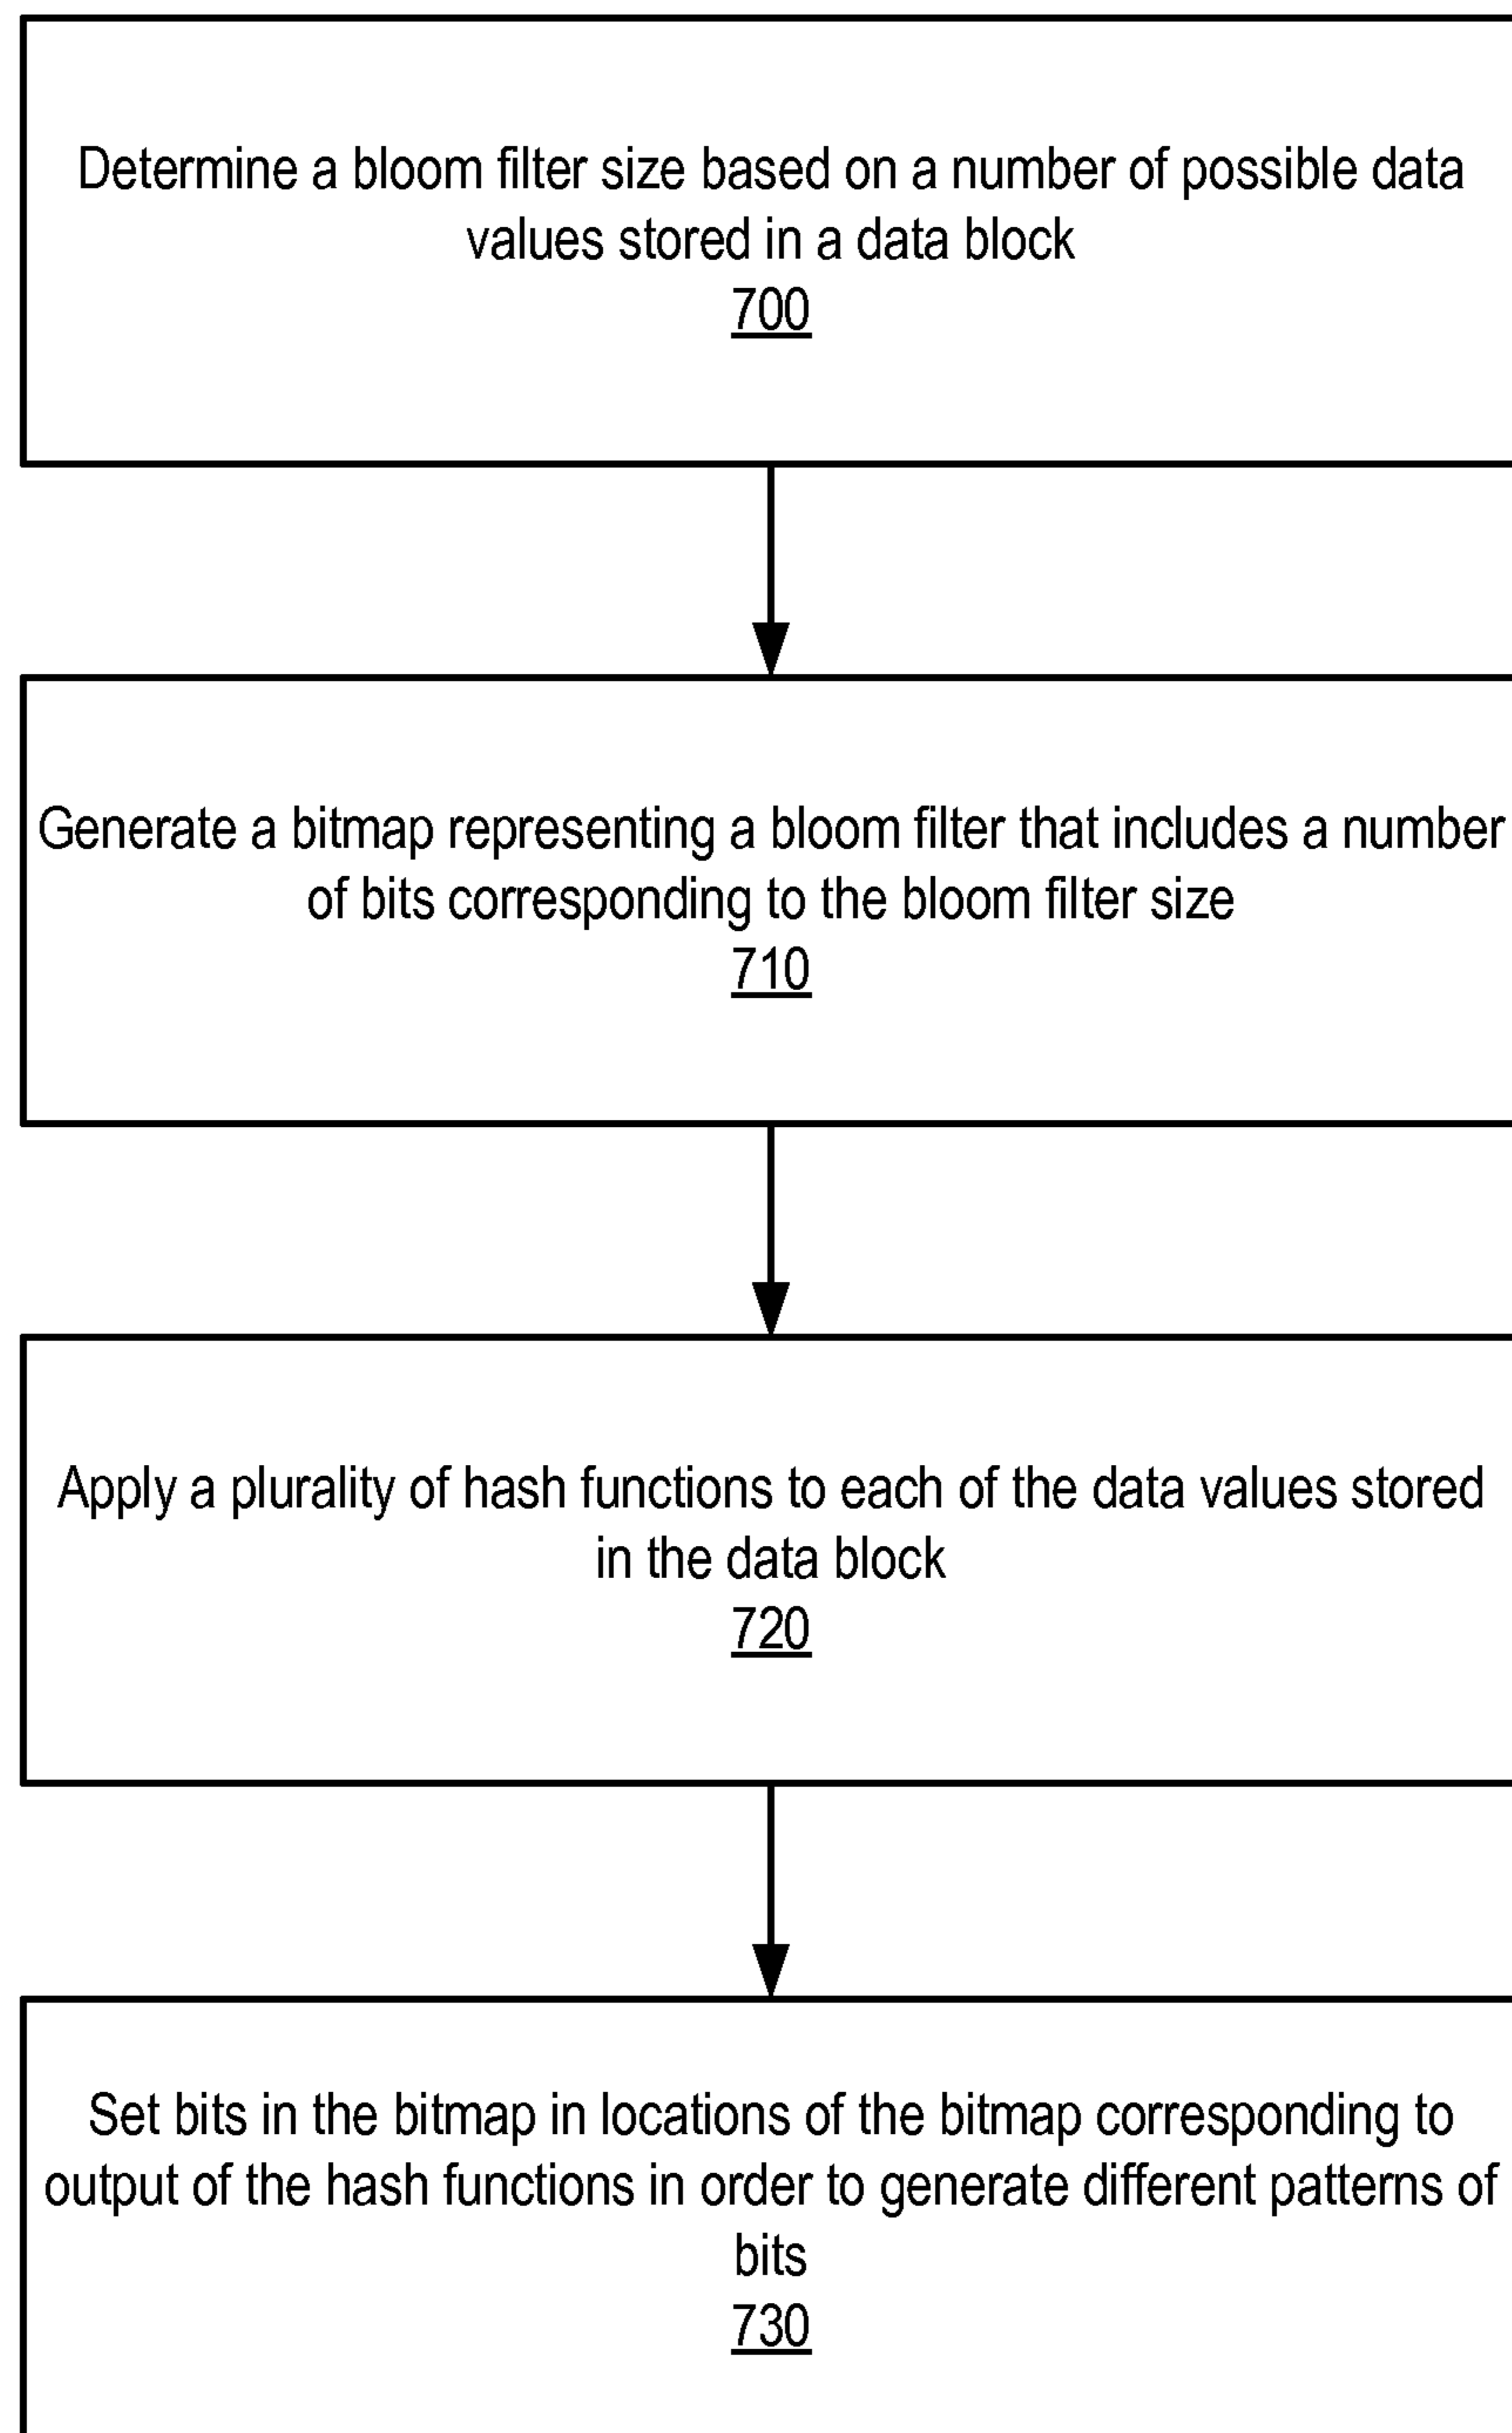 Determine a bloom filter size based on a number of possible data
values stored in a data block
700
Generate a bitmap representing a bloom filter that includes a number
of bits corresponding to the bloom filter size
710
Apply a plurality of hash functions to each of the data values stored
in the data block
720
Set bits in the bitmap in locations of the bitmap corresponding to
output of the hash functions in order to generate different patterns of
bits
730